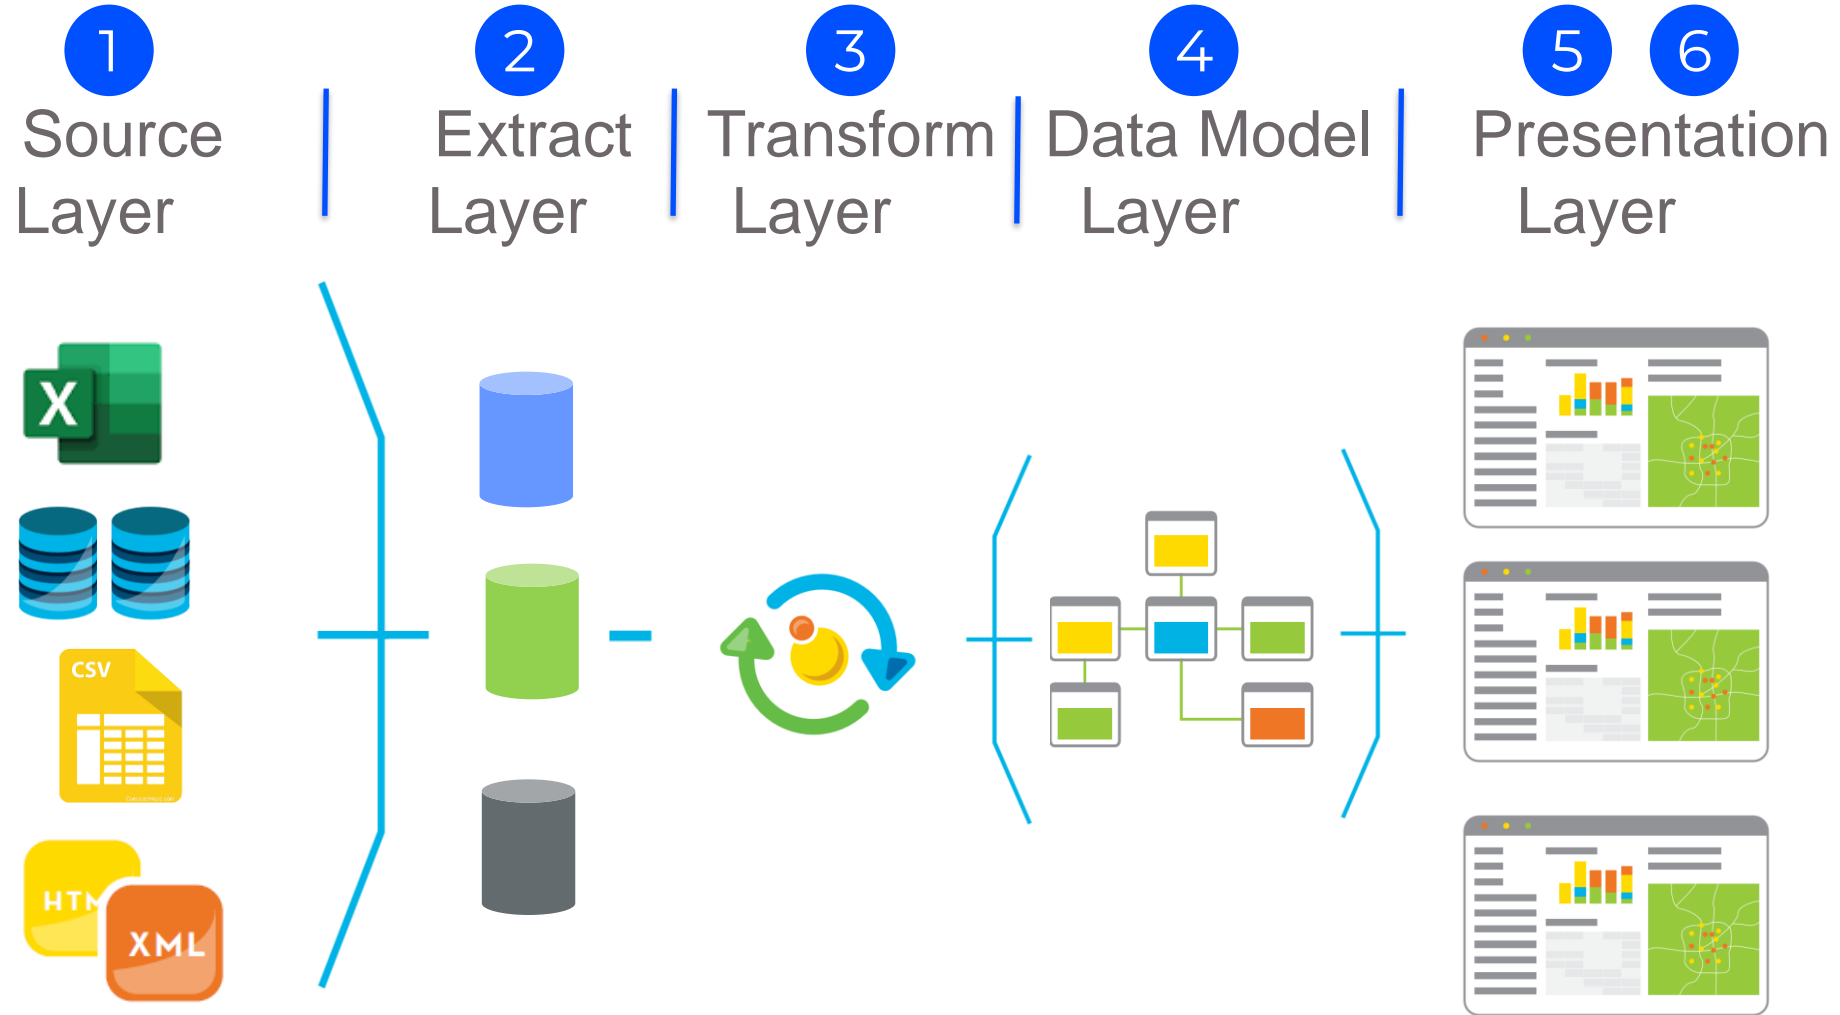 1
2
3
4
5
6
Source
Layer
Extract
Layer
Transform
Layer
Data Model
Layer
Presentation
Layer
X
CSV
HTM
XML